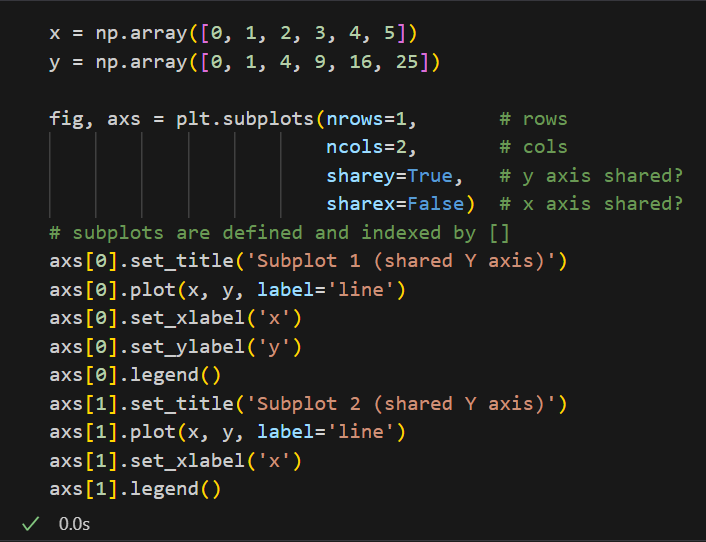 x = np.array([0, 1, 2, 3, 4, 5])
y = np.array([0, 1, 4, 9, 16, 25])

fig, axs = plt.subplots(nrows=1,       # rows
                        ncols=2,       # cols
                        sharey=True,   # y axis shared?
                        sharex=False)  # x axis shared?
# subplots are defined and indexed by []
axs[0].set_title('Subplot 1 (shared Y axis)')
axs[0].plot(x, y, label='line')
axs[0].set_xlabel('x')
axs[0].set_ylabel('y')
axs[0].legend()
axs[1].set_title('Subplot 2 (shared Y axis)')
axs[1].plot(x, y, label='line')
axs[1].set_xlabel('x')
axs[1].legend()
0.0s